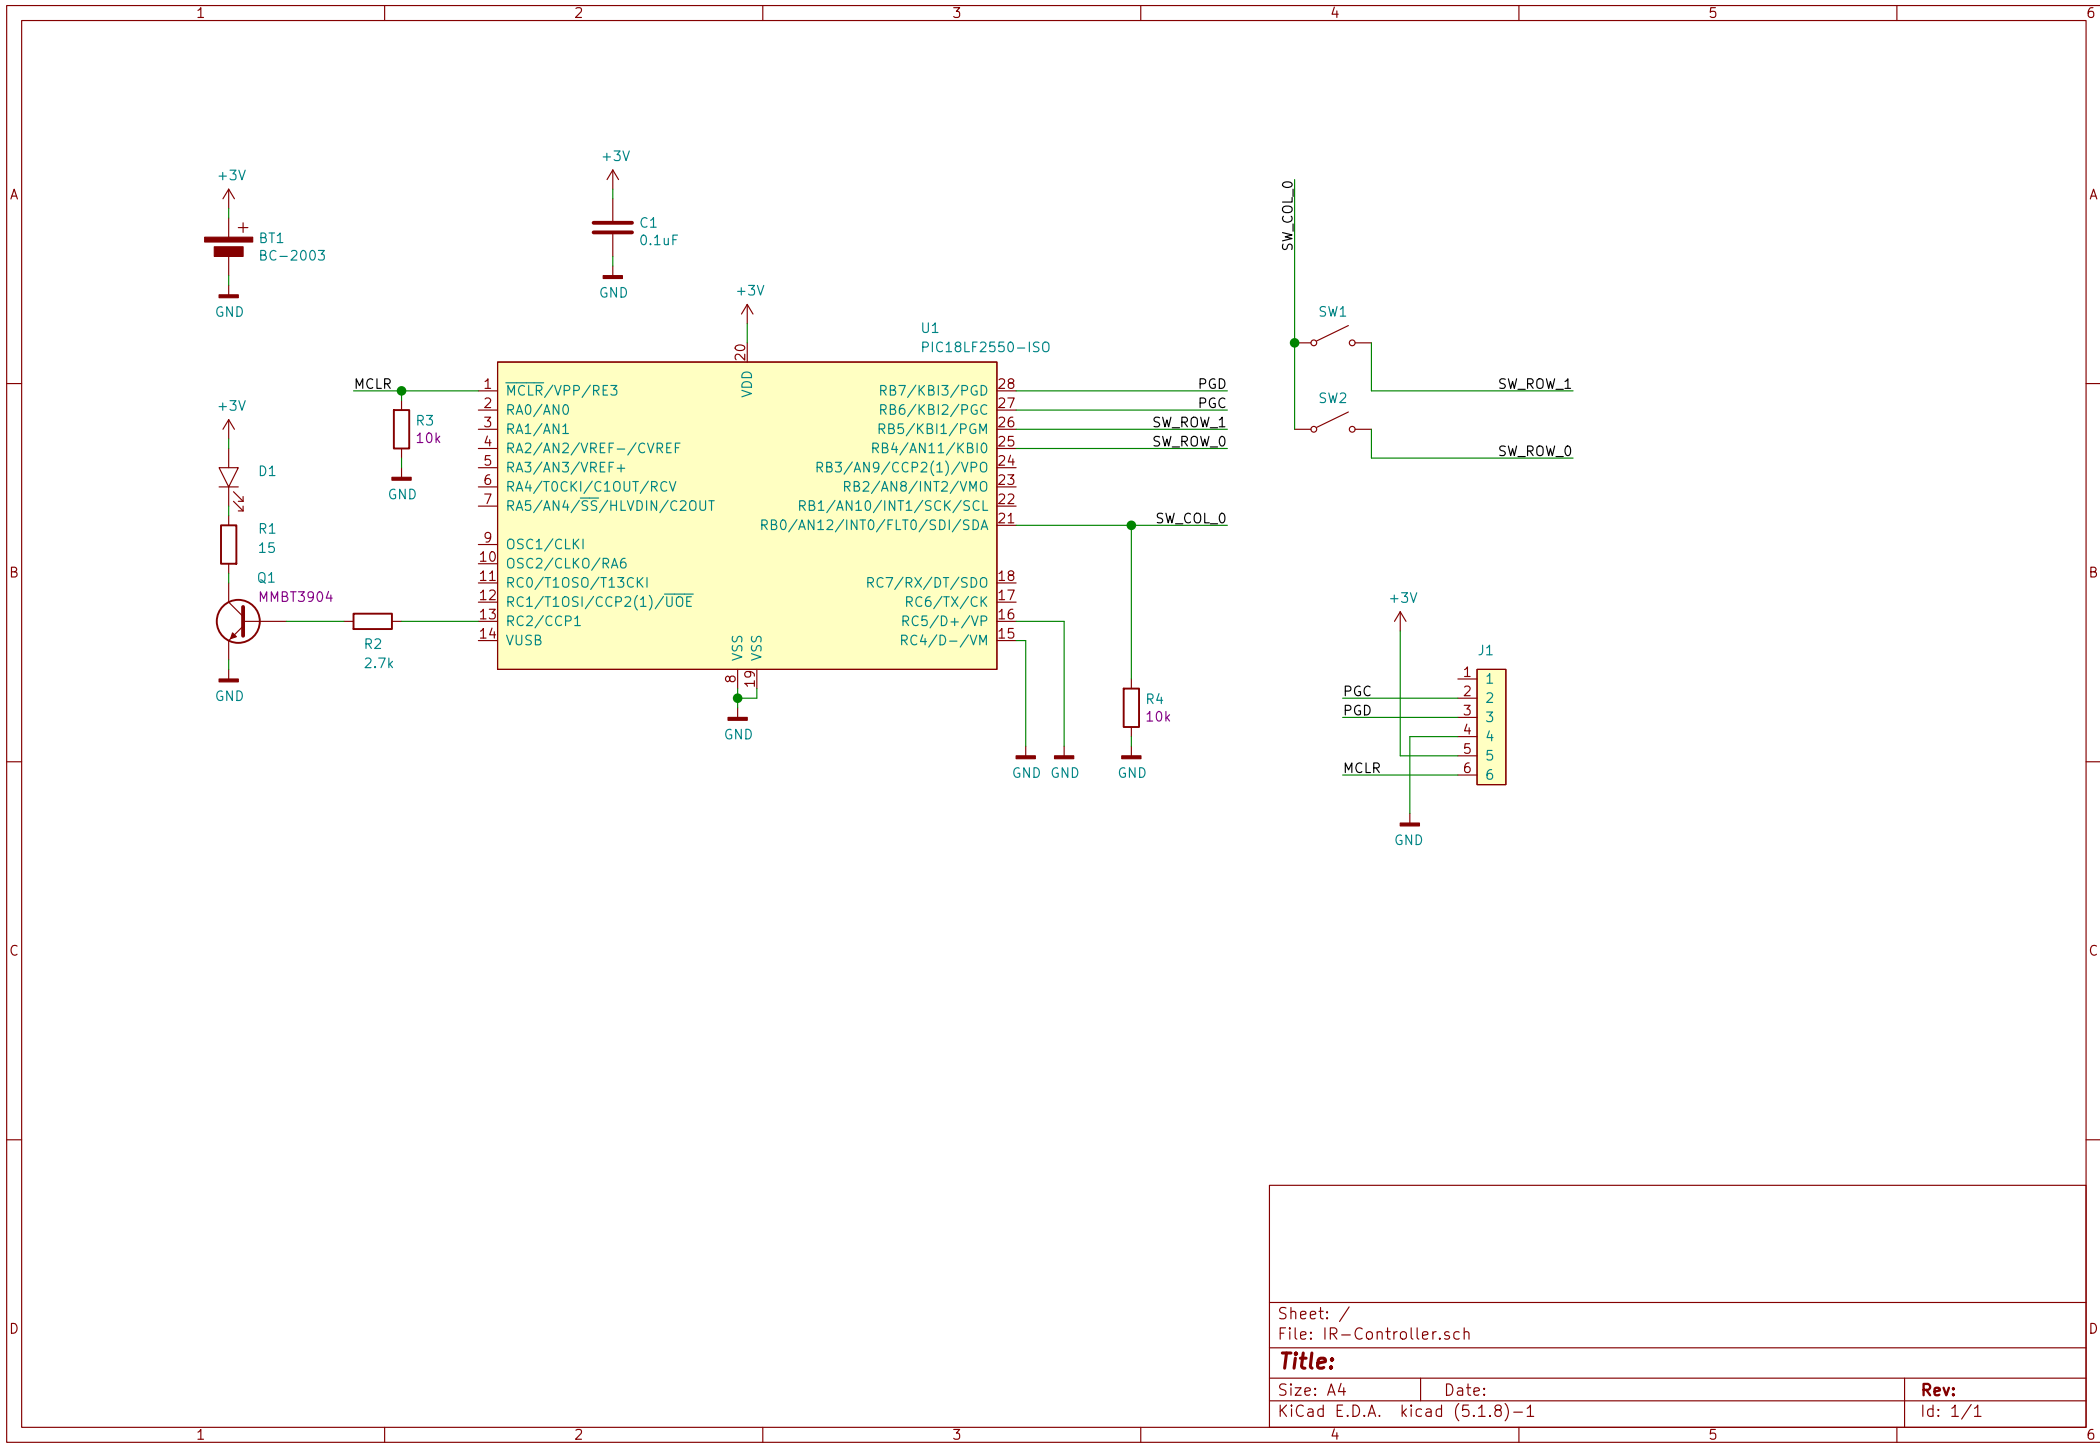 1 2 3 4 5 6
A A
+3V
+
BT1
BC-2003
GND
+3V
C1
0.1uF
GND
+3V
U1
PIC18LF2550-ISO
20
VDD
MCLR
R3
10k
GND
1 MCLR/VPP/RE3
2 RA0/AN0
3 RA1/AN1
4 RA2/AN2/VREF-/CVREF
5 RA3/AN3/VREF+
6 RA4/T0CKI/C1OUT/RCV
7 RA5/AN4/SS/HLVDIN/C2OUT
9 OSC1/CLKI
10 OSC2/CLKO/RA6
11 RC0/T1OSO/T13CKI
12 RC1/T1OSI/CCP2(1)/UOE
13 RC2/CCP1
14 VUSB
RB7/KBI3/PGD 28 PGD
RB6/KBI2/PGC 27 PGC
RB5/KBI1/PGM 26 SW_ROW_1
RB4/AN11/KBI0 25 SW_ROW_0
RB3/AN9/CCP2(1)/VPO 24
RB2/AN8/INT2/VMO 23
RB1/AN10/INT1/SCK/SCL 22
RB0/AN12/INT0/FLT0/SDI/SDA 21 SW_COL_0
RC7/RX/DT/SDO 18
RC6/TX/CK 17
RC5/D+/VP 16
RC4/D-/VM 15
VSS VSS
8 19
GND
GND GND
R4
10k
GND
+3V
D1
R1
15
Q1
MMBT3904
GND
R2
2.7k
SW_COL_0
SW1
SW_ROW_1
SW2
SW_ROW_0
+3V
J1
1 1
PGC 2 2
PGD 3 3
4 4
5 5
MCLR 6 6
GND
B B
C C
D D
Sheet: /
File: IR-Controller.sch
Title:
Size: A4 Date: Rev:
KiCad E.D.A. kicad (5.1.8)-1 Id: 1/1
1 2 3 4 5 6